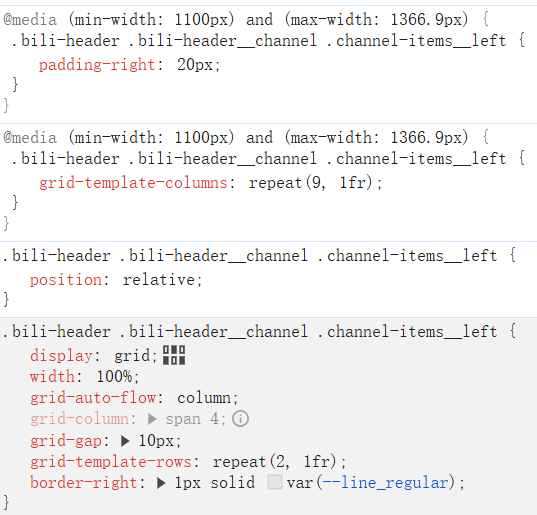 @media (min-width: 1100px) and (max-width: 1366.9px) {
.bili-header .bili-header__channel .channel-items__left {
padding-right: 20px;
}
}
@media (min-width: 1100px) and (max-width: 1366.9px) {
.bili-header .bili-header__channel .channel-items__left {
grid-template-columns: repeat(9, 1fr);
}
}
.bili-header .bili-header__channel .channel-items__left {
position: relative;
}
.bili-header .bili-header__channel .channel-items__left {
display: grid;
width: 100%;
grid-auto-flow: column;
grid-column: span 4;
grid-gap: 10px;
grid-template-rows: repeat(2, 1fr);
border-right: 1px solid var(--line_regular);
}